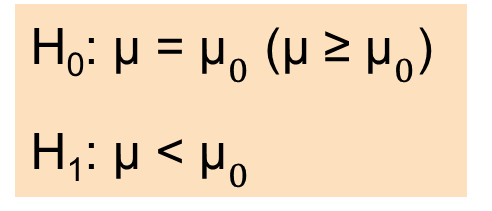 H₀: μ = μ₀ (μ ≥ μ₀)
H₁: μ < μ₀